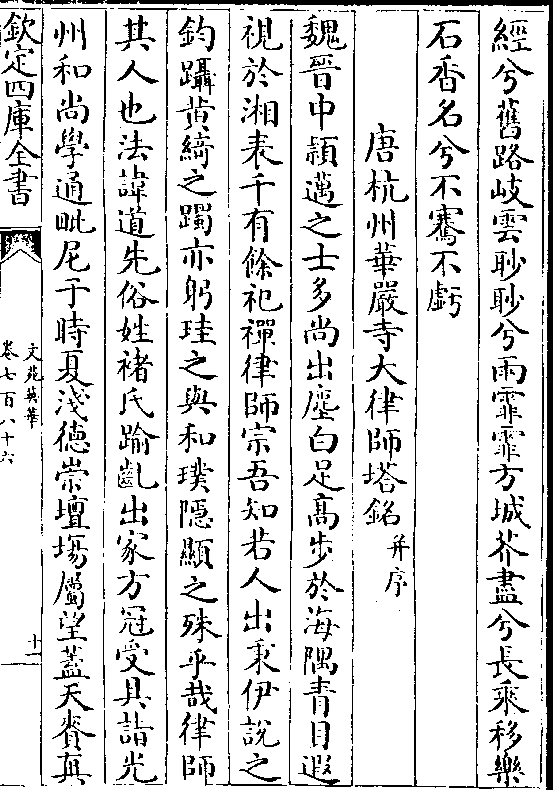 經兮舊路岐雲眇眇兮雨霏霏方城芥盡兮長乘移樂
石香名兮不騫不虧
唐杭州華嚴寺大律師塔銘并序
魏晉中穎邁之士多尚出塵白足高步於海隅青目遐
視於湘表千有餘祀禪律師宗吾知若人出秉伊說之
鈞躡黄綺之躅亦躬珪之與和璞隱顯之殊乎哉律師
其人也法諱道先俗姓褚氏踰齓出家方冠受具詣光
州和尚學通毗尼于時夏淺德崇壇場屬望蓋天賚真
欽定四庫全書
文苑英華
卷七百八十六
十一